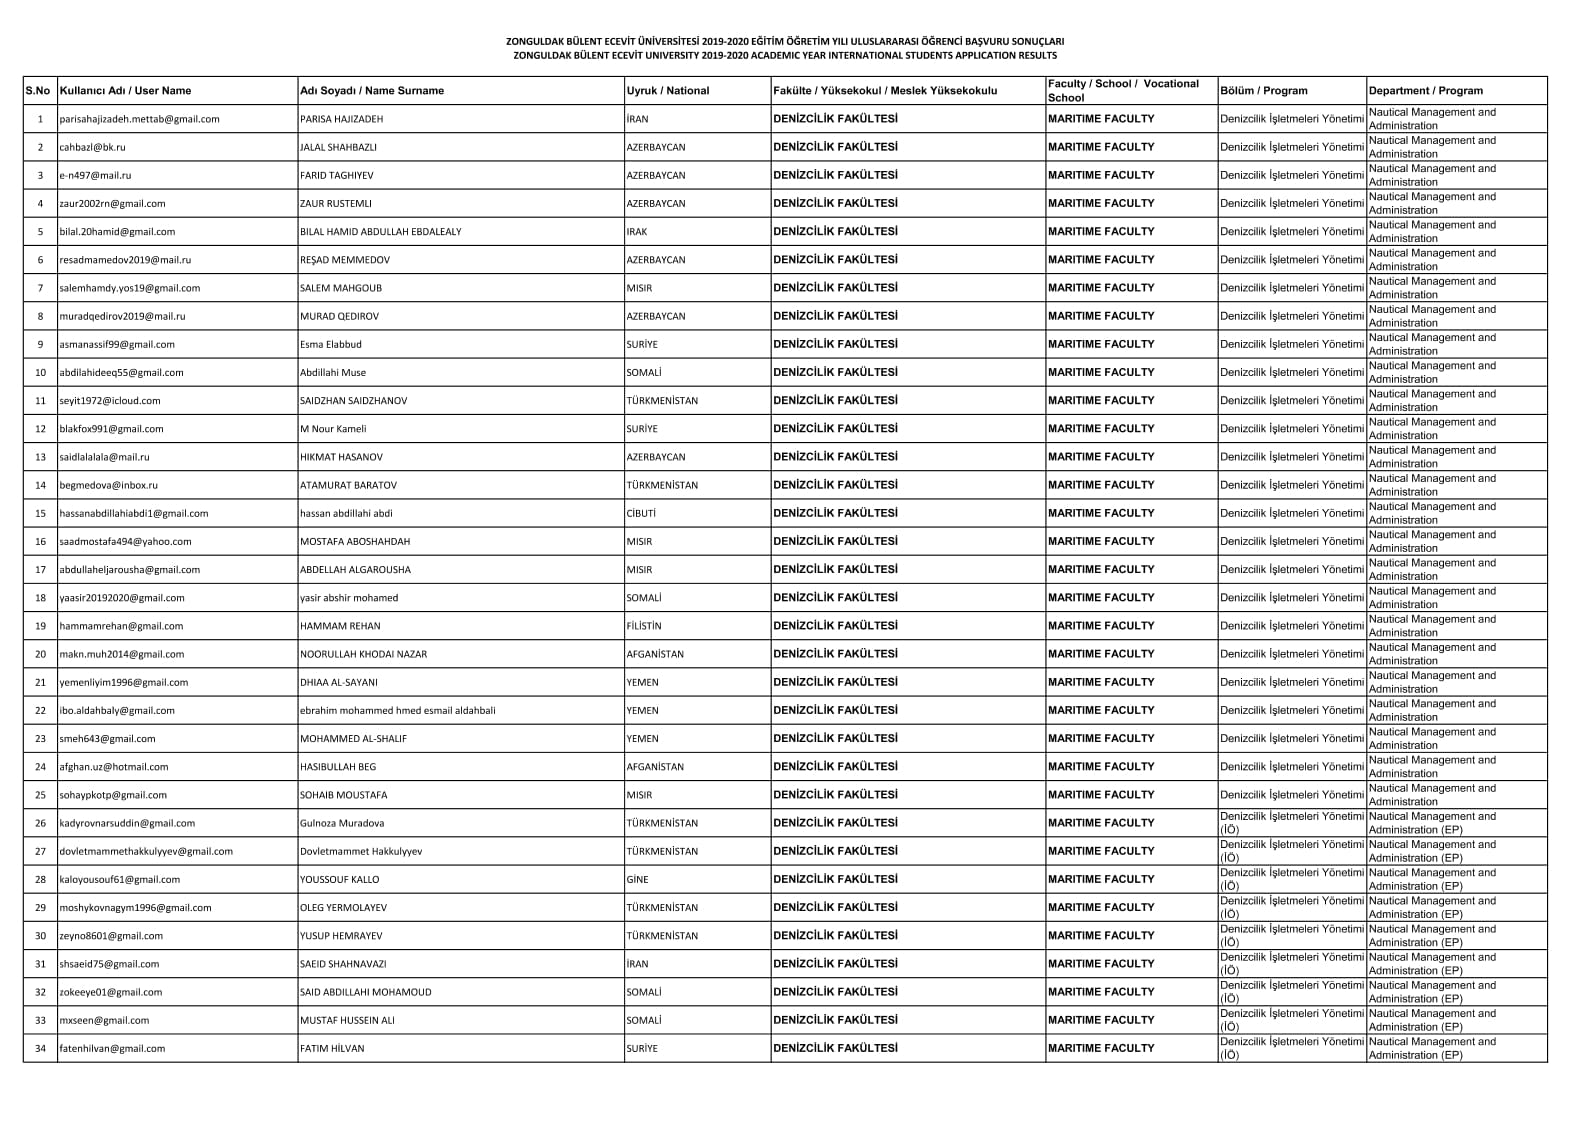 ZONGULDAK BÜLENT ECEVİT ÜNİVERSİTESİ 2019-2020 EĞİTİM ÖĞRETİM YILI ULUSLARARASI ÖĞRENCİ BAŞVURU SONUÇLARI
ZONGULDAK BÜLENT ECEVİT UNIVERSITY 2019-2020 ACADEMIC YEAR INTERNATIONAL STUDENTS APPLICATION RESULTS
S.No Kullanıcı Adı / User Name Adı Soyadı / Name Surname Uyruk / National Fakülte / Yüksekokul / Meslek Yüksekokulu Faculty / School / Vocational School Bölüm / Program Department / Program
1 parisahajizadeh.mettab@gmail.com PARISA HAJIZADEH İRAN DENİZCİLİK FAKÜLTESİ MARITIME FACULTY Denizcilik İşletmeleri Yönetimi Nautical Management and Administration
2 cahbazl@bk.ru JALAL SHAHBAZLI AZERBAYCAN DENİZCİLİK FAKÜLTESİ MARITIME FACULTY Denizcilik İşletmeleri Yönetimi Nautical Management and Administration
3 e-n497@mail.ru FARID TAGHIYEV AZERBAYCAN DENİZCİLİK FAKÜLTESİ MARITIME FACULTY Denizcilik İşletmeleri Yönetimi Nautical Management and Administration
4 zaur2002rn@gmail.com ZAUR RUSTEMLI AZERBAYCAN DENİZCİLİK FAKÜLTESİ MARITIME FACULTY Denizcilik İşletmeleri Yönetimi Nautical Management and Administration
5 bilal.20hamid@gmail.com BILAL HAMID ABDULLAH EBDALEALY IRAK DENİZCİLİK FAKÜLTESİ MARITIME FACULTY Denizcilik İşletmeleri Yönetimi Nautical Management and Administration
6 resadmamedov2019@mail.ru REŞAD MEMMEDOV AZERBAYCAN DENİZCİLİK FAKÜLTESİ MARITIME FACULTY Denizcilik İşletmeleri Yönetimi Nautical Management and Administration
7 salemhamdy.yos19@gmail.com SALEM MAHGOUB MISIR DENİZCİLİK FAKÜLTESİ MARITIME FACULTY Denizcilik İşletmeleri Yönetimi Nautical Management and Administration
8 muradqedirov2019@mail.ru MURAD QEDIROV AZERBAYCAN DENİZCİLİK FAKÜLTESİ MARITIME FACULTY Denizcilik İşletmeleri Yönetimi Nautical Management and Administration
9 asmanassif99@gmail.com Esma Elabbud SURİYE DENİZCİLİK FAKÜLTESİ MARITIME FACULTY Denizcilik İşletmeleri Yönetimi Nautical Management and Administration
10 abdilahideeq55@gmail.com Abdillahi Muse SOMALİ DENİZCİLİK FAKÜLTESİ MARITIME FACULTY Denizcilik İşletmeleri Yönetimi Nautical Management and Administration
11 seyit1972@icloud.com SAIDZHAN SAIDZHANOV TÜRKMENİSTAN DENİZCİLİK FAKÜLTESİ MARITIME FACULTY Denizcilik İşletmeleri Yönetimi Nautical Management and Administration
12 blakfox991@gmail.com M Nour Kameli SURİYE DENİZCİLİK FAKÜLTESİ MARITIME FACULTY Denizcilik İşletmeleri Yönetimi Nautical Management and Administration
13 saidlalalala@mail.ru HIKMAT HASANOV AZERBAYCAN DENİZCİLİK FAKÜLTESİ MARITIME FACULTY Denizcilik İşletmeleri Yönetimi Nautical Management and Administration
14 begmedova@inbox.ru ATAMURAT BARATOV TÜRKMENİSTAN DENİZCİLİK FAKÜLTESİ MARITIME FACULTY Denizcilik İşletmeleri Yönetimi Nautical Management and Administration
15 hassanabdillahiabdi1@gmail.com hassan abdillahi abdi CİBUTİ DENİZCİLİK FAKÜLTESİ MARITIME FACULTY Denizcilik İşletmeleri Yönetimi Nautical Management and Administration
16 saadmostafa494@yahoo.com MOSTAFA ABOSHAHDAH MISIR DENİZCİLİK FAKÜLTESİ MARITIME FACULTY Denizcilik İşletmeleri Yönetimi Nautical Management and Administration
17 abdullaheljarousha@gmail.com ABDELLAH ALGAROUSHA MISIR DENİZCİLİK FAKÜLTESİ MARITIME FACULTY Denizcilik İşletmeleri Yönetimi Nautical Management and Administration
18 yaasir20192020@gmail.com yasir abshir mohamed SOMALİ DENİZCİLİK FAKÜLTESİ MARITIME FACULTY Denizcilik İşletmeleri Yönetimi Nautical Management and Administration
19 hammamrehan@gmail.com HAMMAM REHAN FİLİSTİN DENİZCİLİK FAKÜLTESİ MARITIME FACULTY Denizcilik İşletmeleri Yönetimi Nautical Management and Administration
20 makn.muh2014@gmail.com NOORULLAH KHODAI NAZAR AFGANİSTAN DENİZCİLİK FAKÜLTESİ MARITIME FACULTY Denizcilik İşletmeleri Yönetimi Nautical Management and Administration
21 yemenliyim1996@gmail.com DHIAA AL-SAYANI YEMEN DENİZCİLİK FAKÜLTESİ MARITIME FACULTY Denizcilik İşletmeleri Yönetimi Nautical Management and Administration
22 ibo.aldahbaly@gmail.com ebrahim mohammed hmed esmail aldahbali YEMEN DENİZCİLİK FAKÜLTESİ MARITIME FACULTY Denizcilik İşletmeleri Yönetimi Nautical Management and Administration
23 smeh643@gmail.com MOHAMMED AL-SHALIF YEMEN DENİZCİLİK FAKÜLTESİ MARITIME FACULTY Denizcilik İşletmeleri Yönetimi Nautical Management and Administration
24 afghan.uz@hotmail.com HASIBULLAH BEG AFGANİSTAN DENİZCİLİK FAKÜLTESİ MARITIME FACULTY Denizcilik İşletmeleri Yönetimi Nautical Management and Administration
25 sohaypkotp@gmail.com SOHAIB MOUSTAFA MISIR DENİZCİLİK FAKÜLTESİ MARITIME FACULTY Denizcilik İşletmeleri Yönetimi Nautical Management and Administration
26 kadyrovnarsuddin@gmail.com Gulnoza Muradova TÜRKMENİSTAN DENİZCİLİK FAKÜLTESİ MARITIME FACULTY Denizcilik İşletmeleri Yönetimi (İÖ) Nautical Management and Administration (EP)
27 dovletmammethakkulyyev@gmail.com Dovletmammet Hakkulyyev TÜRKMENİSTAN DENİZCİLİK FAKÜLTESİ MARITIME FACULTY Denizcilik İşletmeleri Yönetimi (İÖ) Nautical Management and Administration (EP)
28 kaloyousouf61@gmail.com YOUSSOUF KALLO GİNE DENİZCİLİK FAKÜLTESİ MARITIME FACULTY Denizcilik İşletmeleri Yönetimi (İÖ) Nautical Management and Administration (EP)
29 moshykovnagym1996@gmail.com OLEG YERMOLAYEV TÜRKMENİSTAN DENİZCİLİK FAKÜLTESİ MARITIME FACULTY Denizcilik İşletmeleri Yönetimi (İÖ) Nautical Management and Administration (EP)
30 zeyno8601@gmail.com YUSUP HEMRAYEV TÜRKMENİSTAN DENİZCİLİK FAKÜLTESİ MARITIME FACULTY Denizcilik İşletmeleri Yönetimi (İÖ) Nautical Management and Administration (EP)
31 shsaeid75@gmail.com SAEID SHAHNAVAZI İRAN DENİZCİLİK FAKÜLTESİ MARITIME FACULTY Denizcilik İşletmeleri Yönetimi (İÖ) Nautical Management and Administration (EP)
32 zokeeye01@gmail.com SAID ABDILLAHI MOHAMOUD SOMALİ DENİZCİLİK FAKÜLTESİ MARITIME FACULTY Denizcilik İşletmeleri Yönetimi (İÖ) Nautical Management and Administration (EP)
33 mxseen@gmail.com MUSTAF HUSSEIN ALI SOMALİ DENİZCİLİK FAKÜLTESİ MARITIME FACULTY Denizcilik İşletmeleri Yönetimi (İÖ) Nautical Management and Administration (EP)
34 fatenhilvan@gmail.com FATIM HİLVAN SURİYE DENİZCİLİK FAKÜLTESİ MARITIME FACULTY Denizcilik İşletmeleri Yönetimi (İÖ) Nautical Management and Administration (EP)